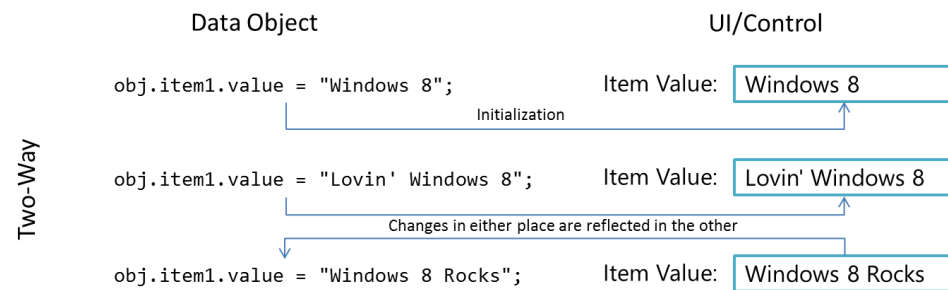 Data Object UI/Control
obj.item1.value = "Windows 8"; Item Value: Windows 8
Initialization
Two-Way
obj.item1.value = "Lovin' Windows 8"; Item Value: Lovin' Windows 8
Changes in either place are reflected in the other
obj.item1.value = "Windows 8 Rocks"; Item Value: Windows 8 Rocks